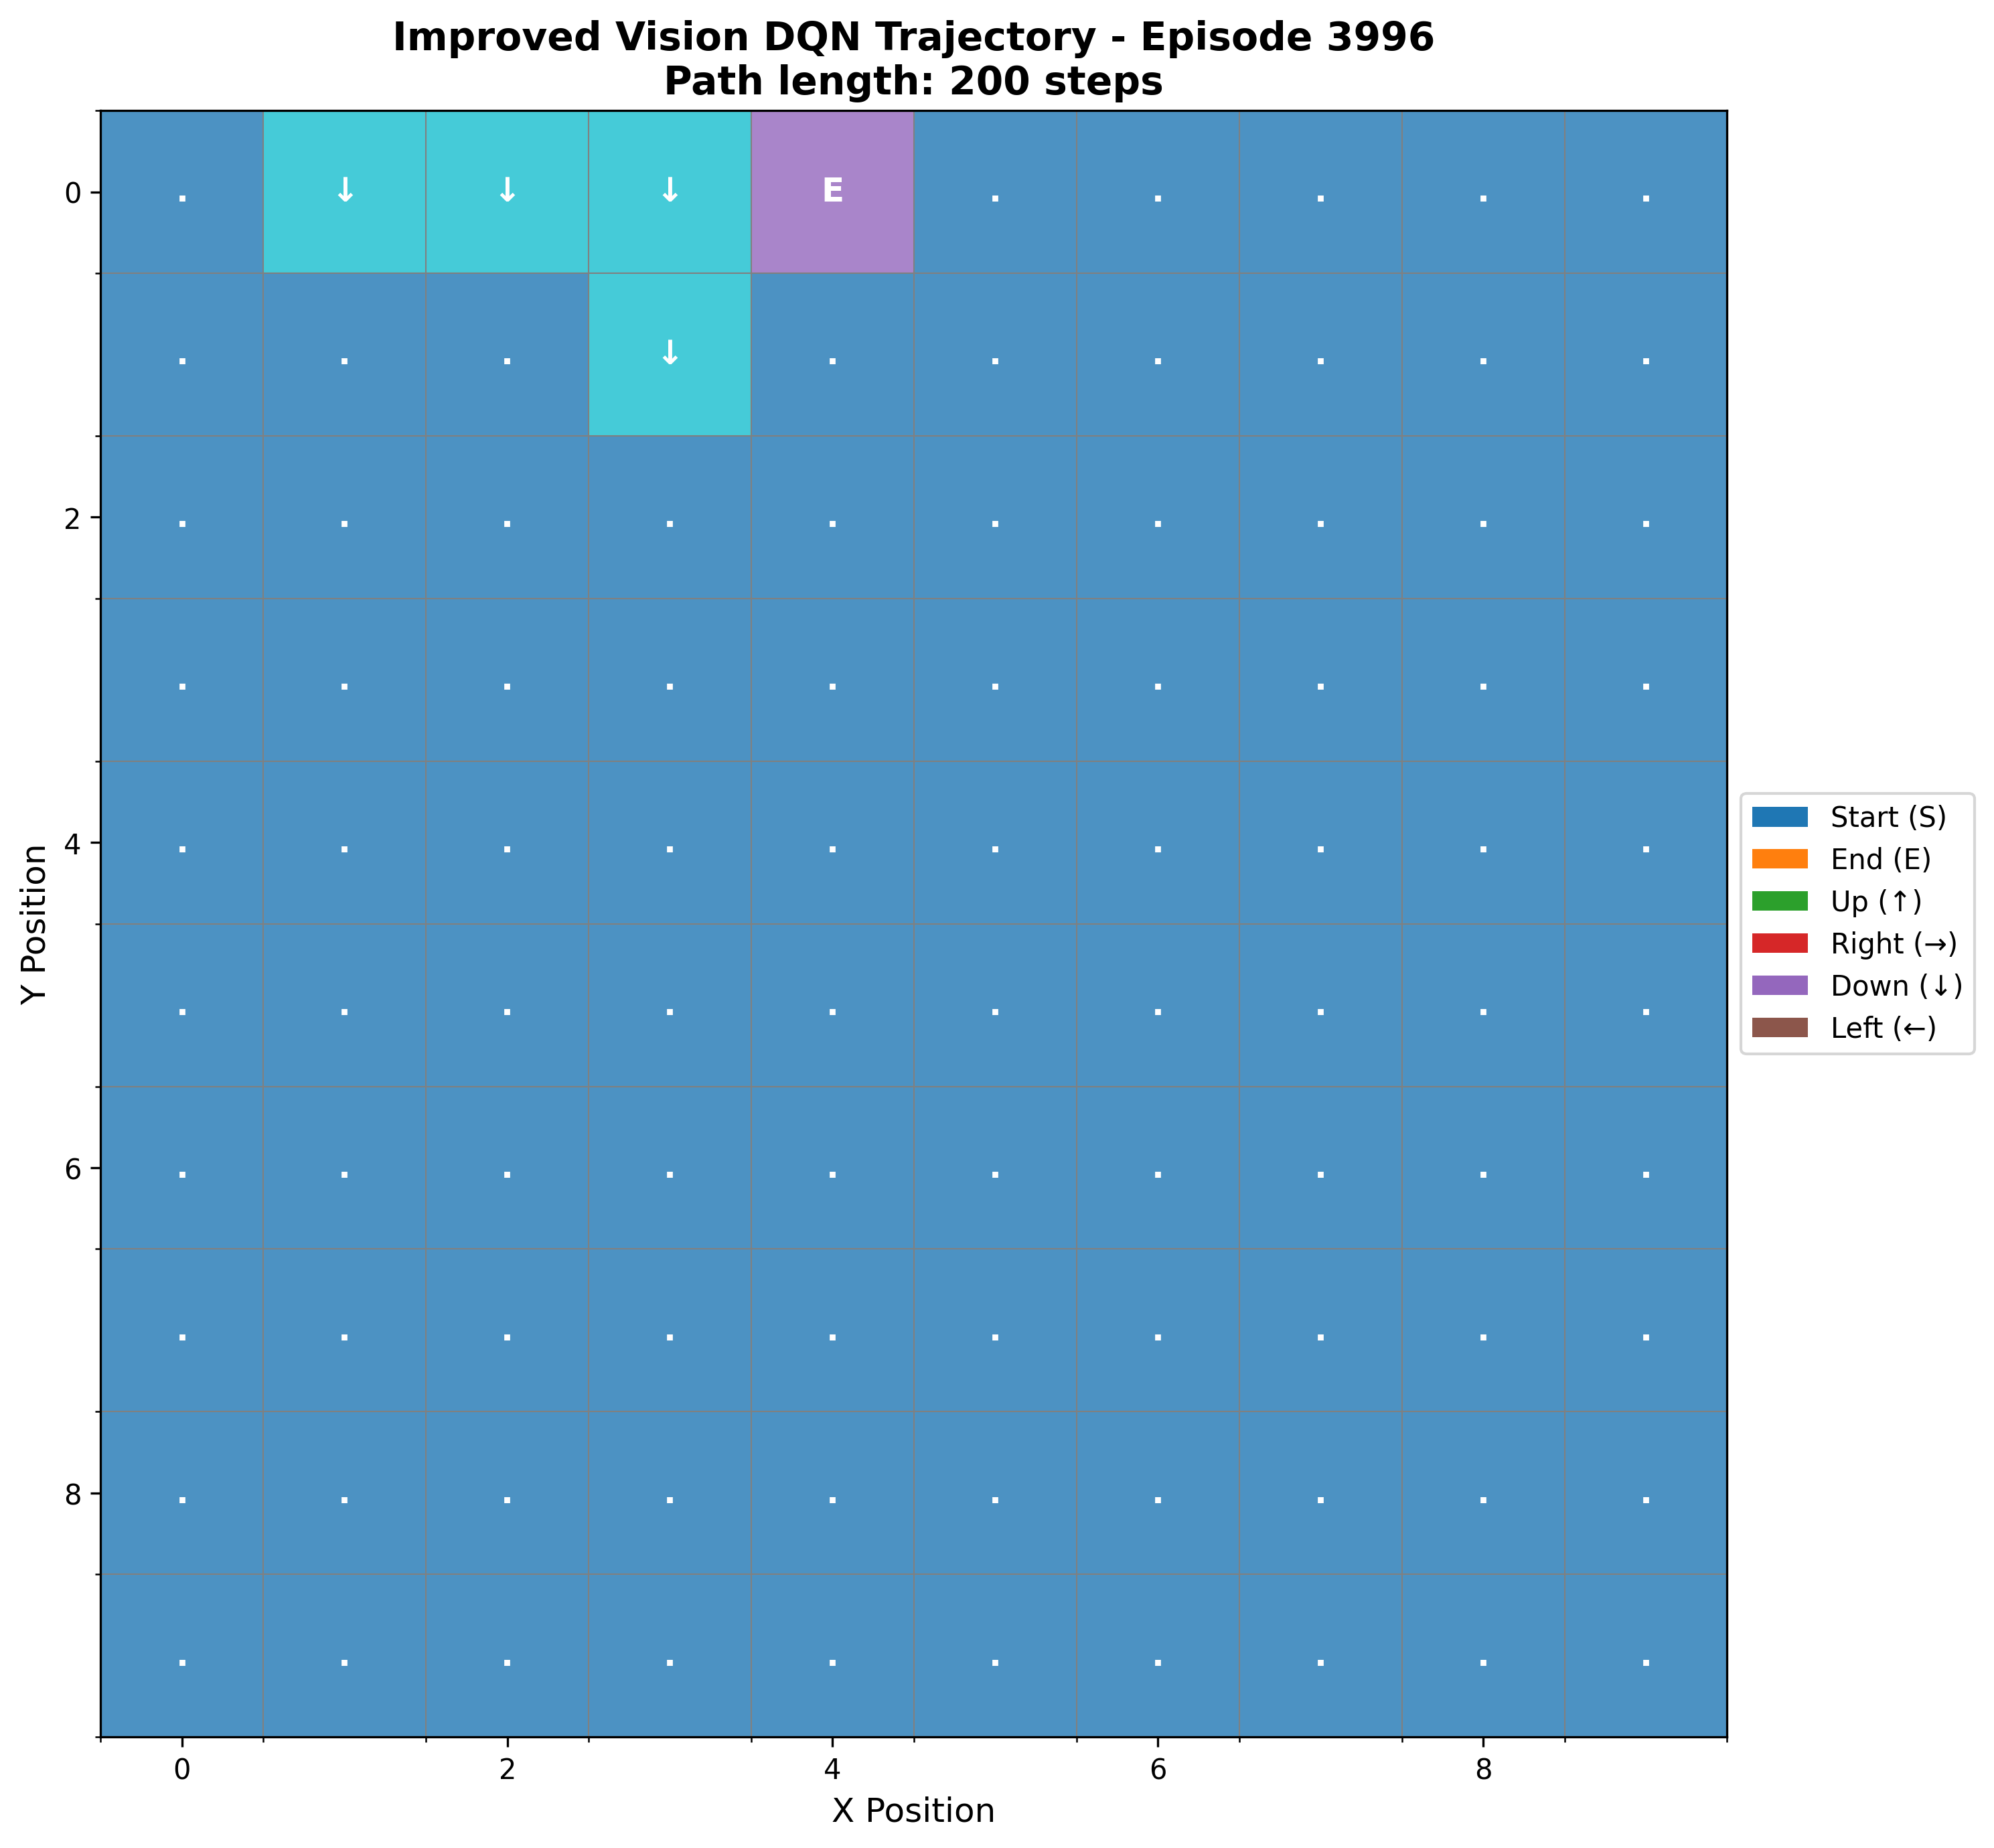 Improved Vision DQN Trajectory - Episode 3996
Path length: 200 steps
0 . ↓ ↓ ↓ E . . . . .
. . . ↓ . . . . . .
2 . . . . . . . . . .
. . . . . . . . . .
4 . . . . . . . . . .
. . . . . . . . . .
6 . . . . . . . . . .
. . . . . . . . . .
8 . . . . . . . . . .
. . . . . . . . . .
0 2 4 6 8
X Position
Y Position
Start (S)
End (E)
Up (↑)
Right (→)
Down (↓)
Left (←)